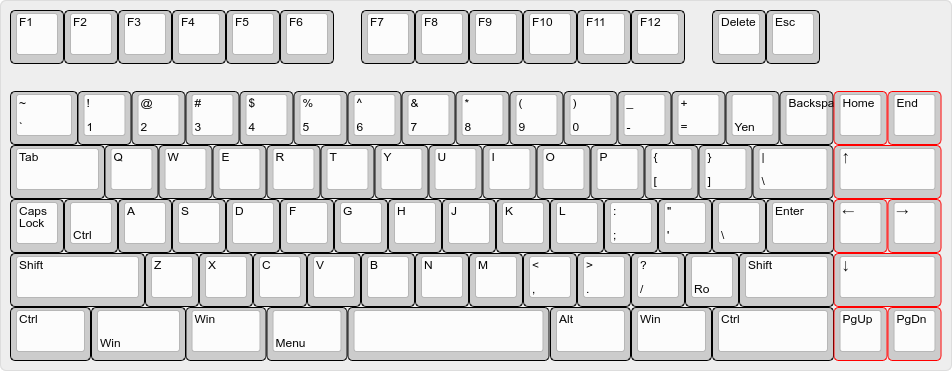 F1 F2 F3 F4 F5 F6 F7 F8 F9 F10 F11 F12 Delete Esc
~ ! @ # $ % ^ & * ( ) _ + Backspa Home End
` 1 2 3 4 5 6 7 8 9 0 - = Yen
Tab Q W E R T Y U I O P { } | ↑
[ ] \
Caps A S D F G H J K L : " Enter ← →
Lock
Ctrl ; ' \
Shift Z X C V B N M < > ? Shift ↓
, . / Ro
Ctrl Win Alt Win Ctrl PgUp PgDn
Win Menu